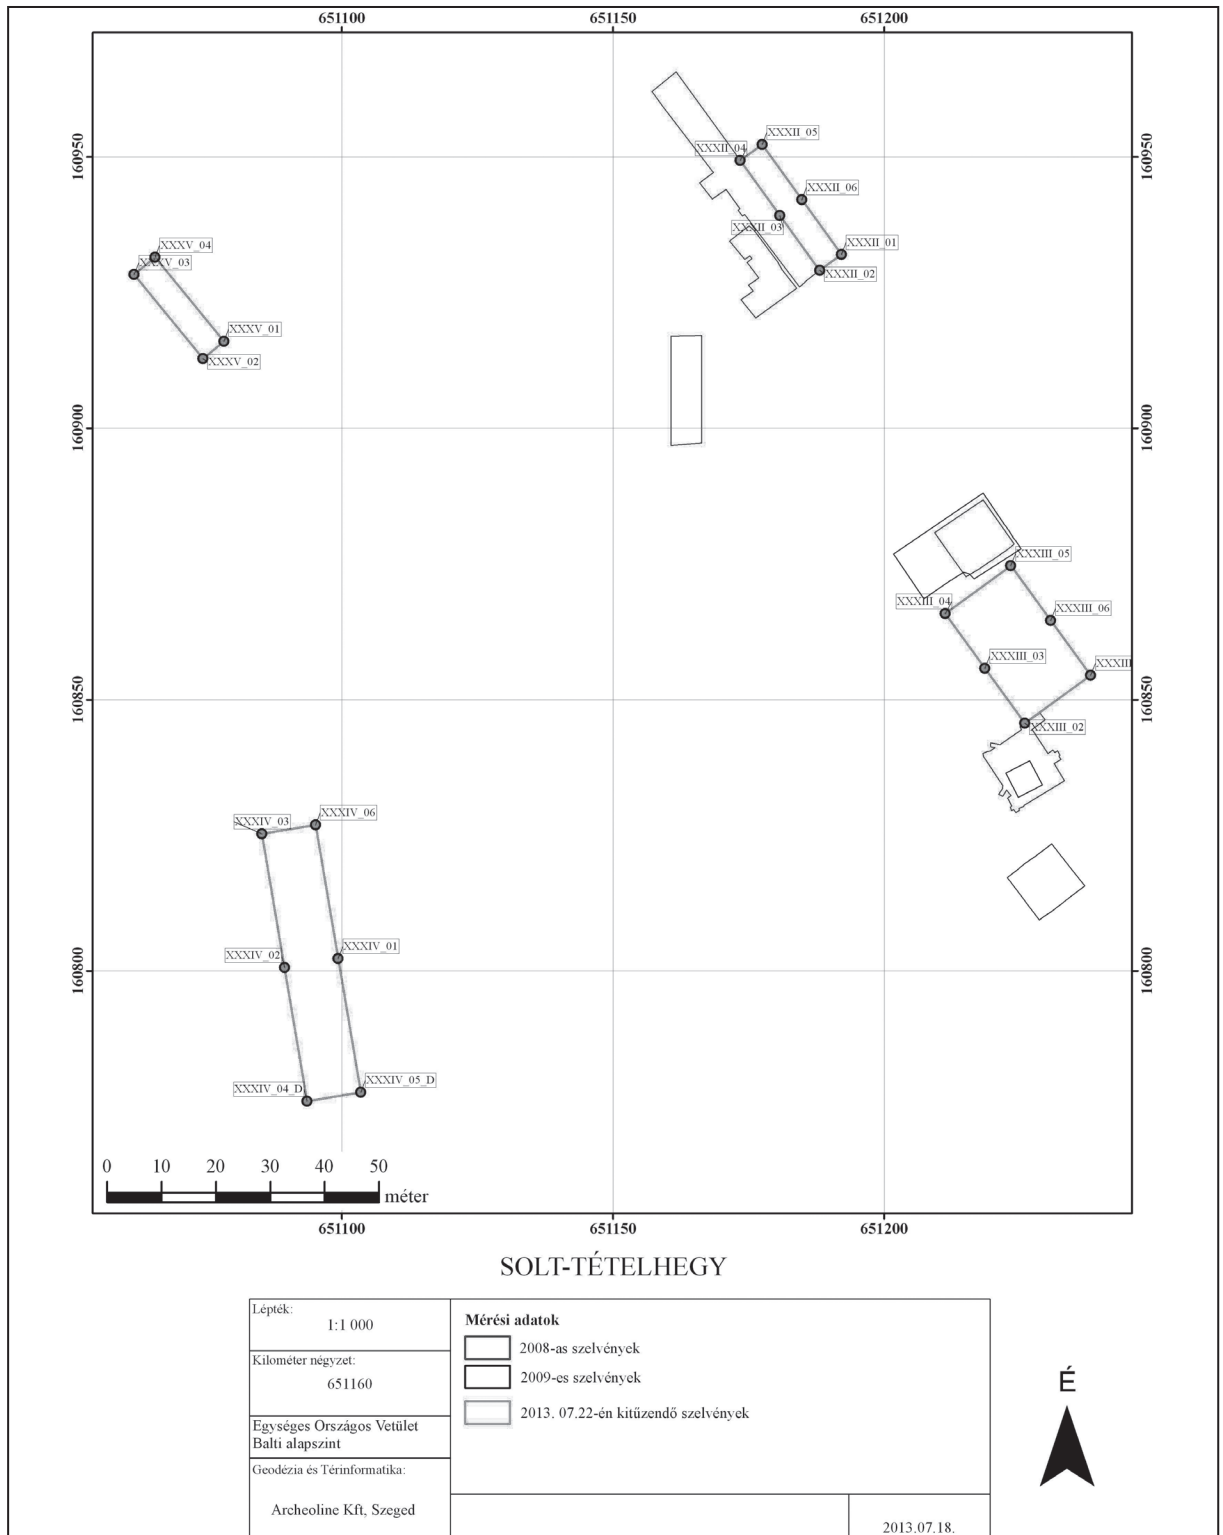 651100
651150
651200
160950
160950
XXXII_05
XXXII_04
XXXII_06
XXXII_03
XXXII_01
XXXII_02
XXXV_04
XXXV_03
XXXV_01
XXXV_02
160900
160900
XXXIII_05
XXXIII_04
XXXIII_06
XXXIII_03
XXXIII
XXXIII_02
160850
160850
XXXIV_06
XXXIV_03
XXXIV_01
XXXIV_02
160800
160800
XXXIV_05_D
XXXIV_04_D
0 10 20 30 40 50
méter
651100
651150
651200
SOLT-TÉTELHEGY
Lépték:
1:1 000
Kilométer négyzet:
651160
Egységes Országos Vetület
Balti alapszint
Geodézia és Térinformatika:
Archeoline Kft, Szeged
Mérési adatok
2008-as szelvények
2009-es szelvények
2013. 07.22-én kitűzendő szelvények
É
2013.07.18.